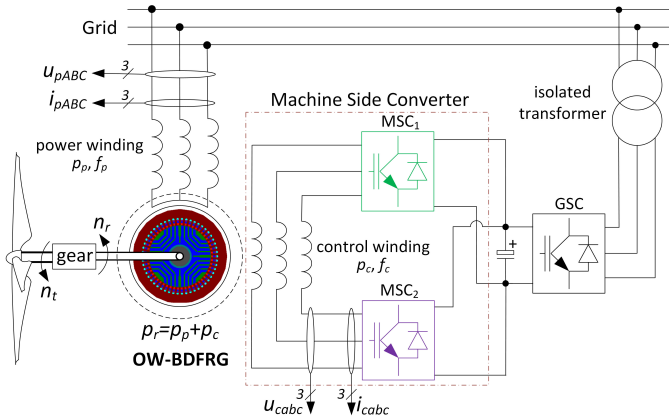 Grid
u_pABC
3
i_pABC
3
power winding
p_p, f_p
Machine Side Converter
MSC₁
isolated
transformer
n_r
gear
n_t
control winding
p_c, f_c
MSC₂
+
GSC
p_r=p_p+p_c
OW-BDFRG
3
3
u_cabc
i_cabc